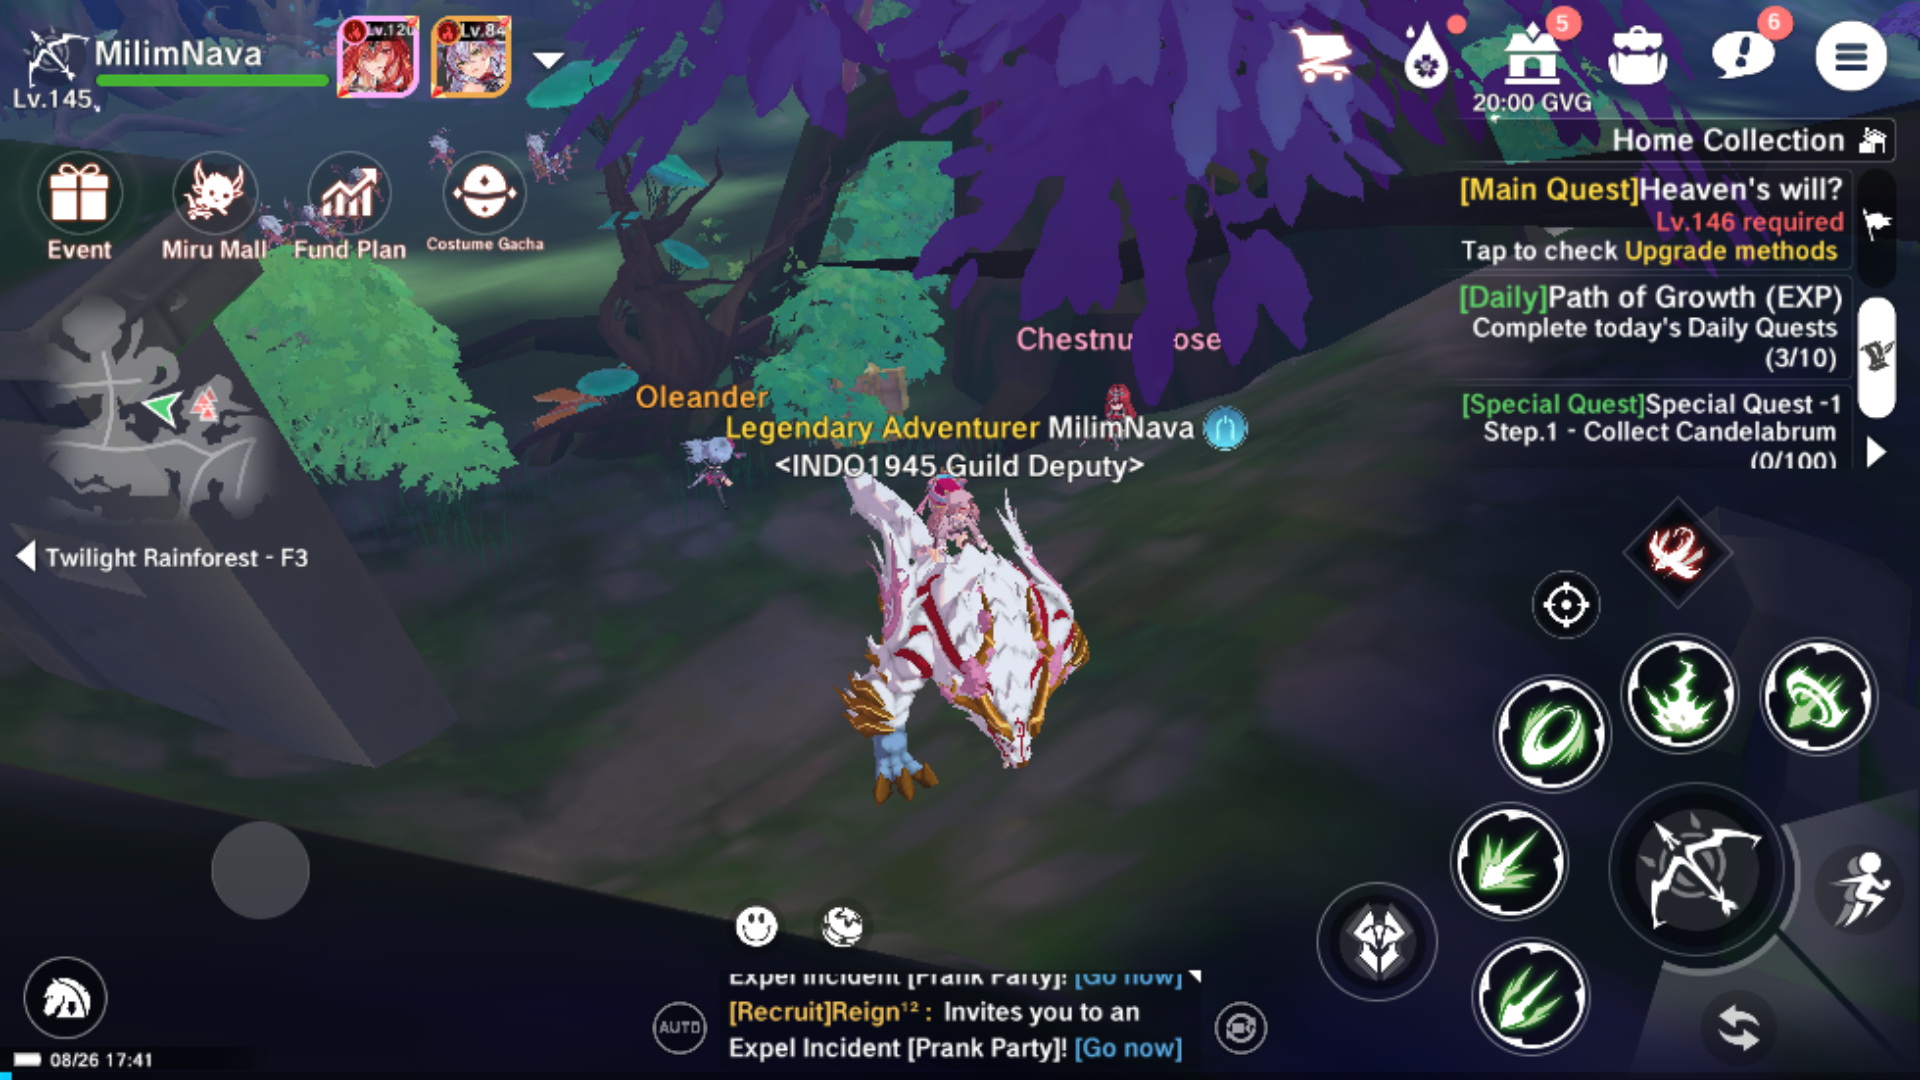 MilimNava
Lv.145
Lv.120
Lv.84
5
6
20:00 GVG
Home Collection
Event
Miru Mall
Fund Plan
Costume Gacha
[Main Quest]Heaven's will?
Lv.146 required
Tap to check Upgrade methods
[Daily]Path of Growth (EXP)
Complete today's Daily Quests
(3/10)
[Special Quest]Special Quest -1
Step.1 - Collect Candelabrum
(0/100)
Oleander
Legendary Adventurer MilimNava
<INDO1945 Guild Deputy>
Twilight Rainforest - F3
Expel Incident [Prank Party]! [Go now]
[Recruit]Reign¹² : Invites you to an
Expel Incident [Prank Party]! [Go now]
AUTO
08/26 17:41